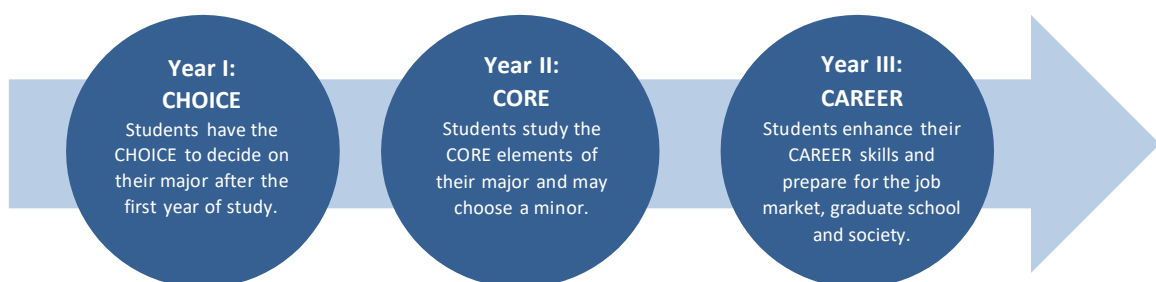 Year I:
CHOICE
Students have the
CHOICE to decide on
their major after the
first year of study.
Year II:
CORE
Students study the
CORE elements of
their major and may
choose a minor.
Year III:
CAREER
Students enhance their
CAREER skills and
prepare for the job
market, graduate school
and society.